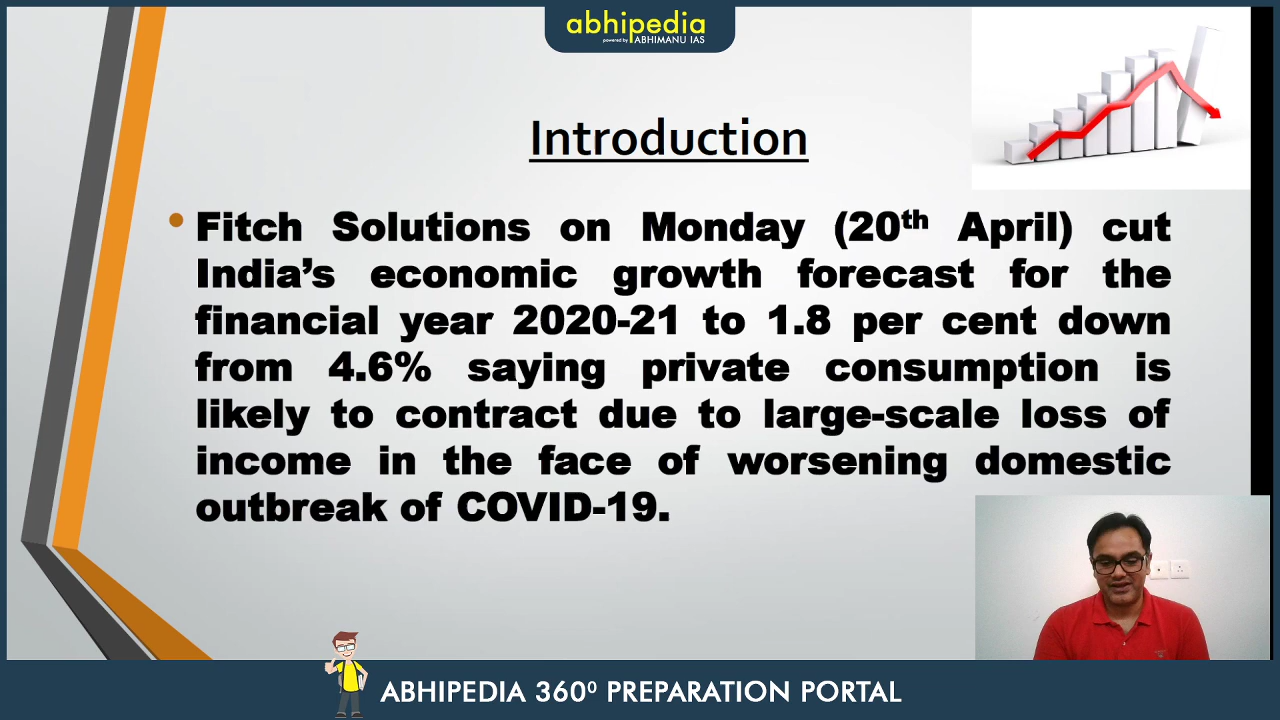 abhipedia
powered by ABHIMANU IAS
Introduction
• Fitch Solutions on Monday (20th April) cut
India’s economic growth forecast for the
financial year 2020-21 to 1.8 per cent down
from 4.6% saying private consumption is
likely to contract due to large-scale loss of
income in the face of worsening domestic
outbreak of COVID-19.
ABHIPEDIA 360⁰ PREPARATION PORTAL